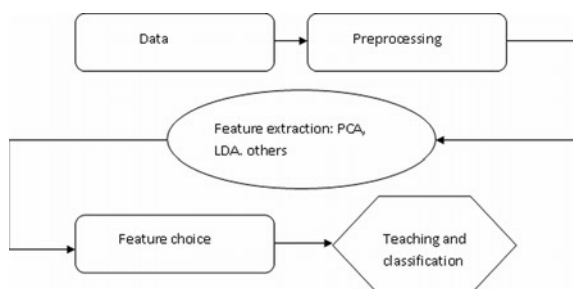 Data
Preprocessing
Feature extraction: PCA,
LDA. others
Feature choice
Teaching and
classification